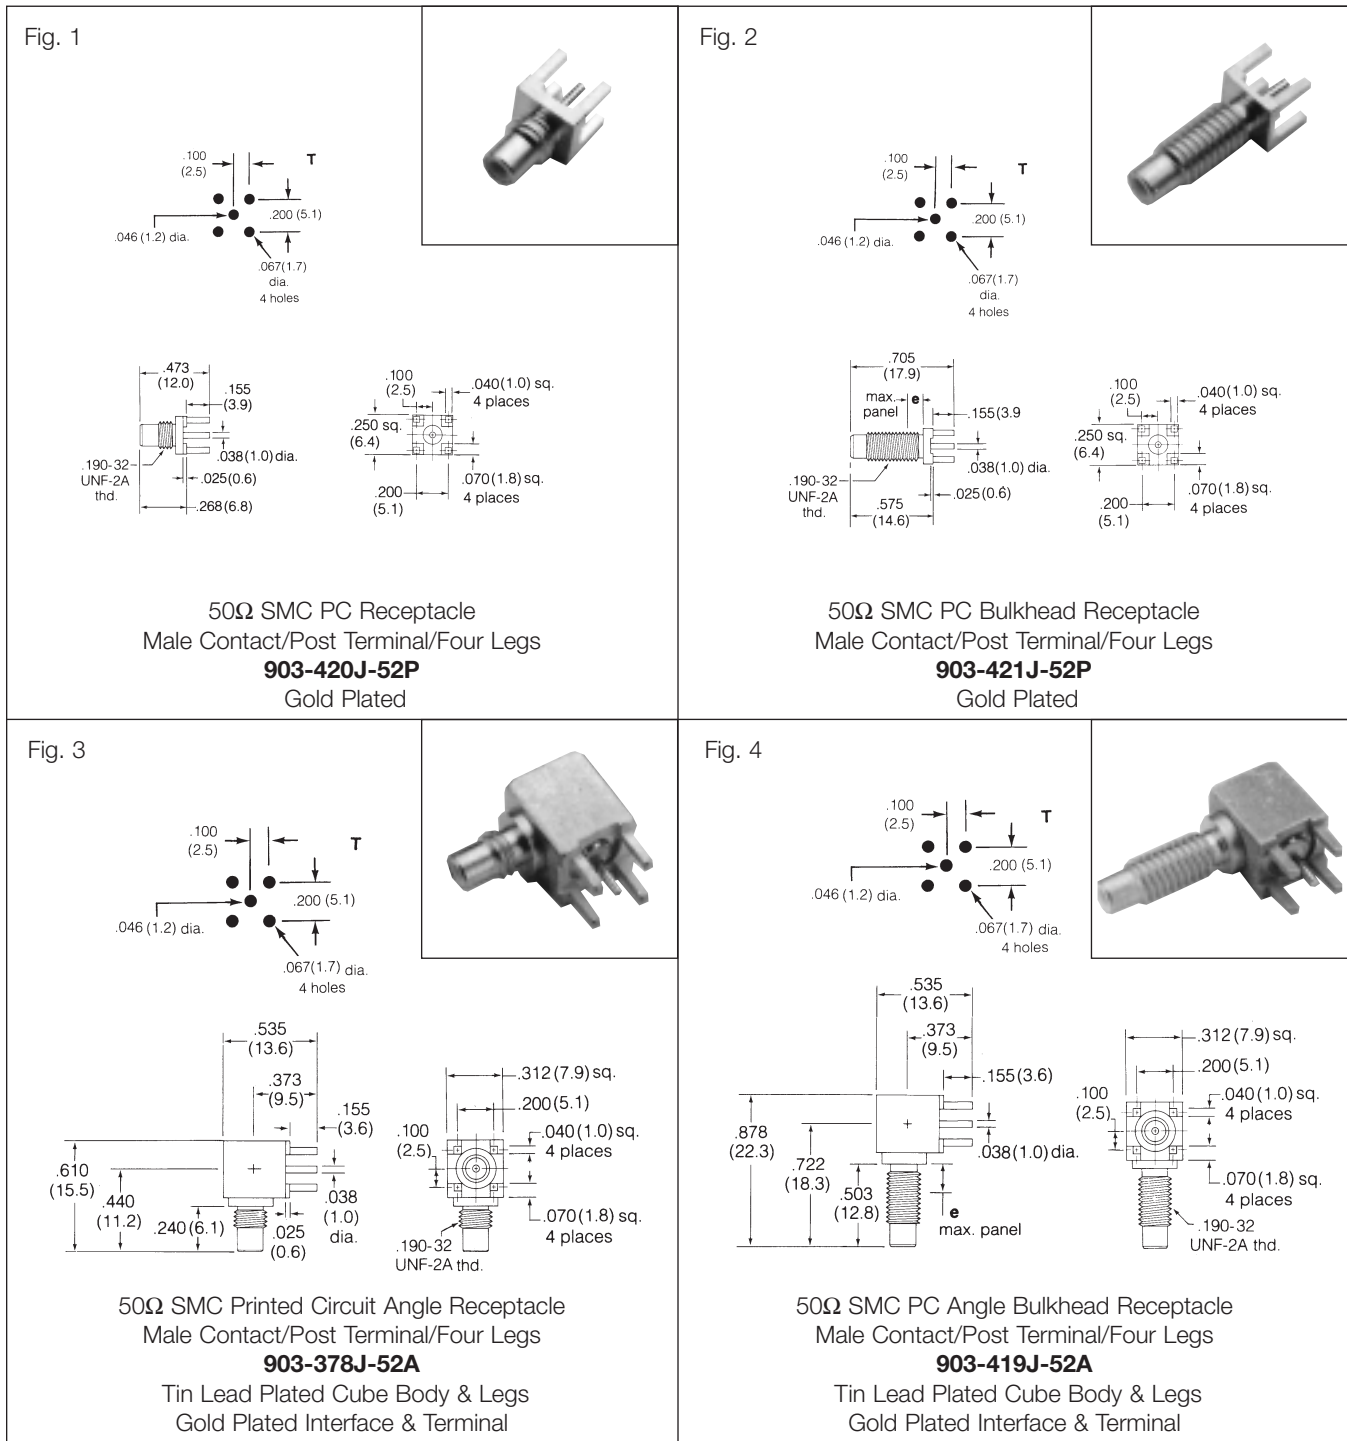 Fig. 1
.100
(2.5)
T
.200 (5.1)
.046 (1.2) dia.
.067(1.7)
dia.
4 holes
.473
(12.0)
.155
(3.9)
.190-32
UNF-2A
thd.
.038(1.0) dia.
.025(0.6)
.268(6.8)
.100
(2.5)
.040(1.0) sq.
4 places
.250 sq.
(6.4)
.070(1.8) sq.
4 places
.200
(5.1)
50Ω SMC PC Receptacle
Male Contact/Post Terminal/Four Legs
903-420J-52P
Gold Plated
Fig. 2
.100
(2.5)
T
.200 (5.1)
.046 (1.2) dia.
.067(1.7)
dia.
4 holes
.705
(17.9)
max.
panel
e
.155(3.9
.038(1.0) dia.
.025(0.6)
.190-32
UNF-2A
thd.
.575
(14.6)
.100
(2.5)
.040(1.0) sq.
4 places
.250 sq.
(6.4)
.070(1.8) sq.
4 places
.200
(5.1)
50Ω SMC PC Bulkhead Receptacle
Male Contact/Post Terminal/Four Legs
903-421J-52P
Gold Plated
Fig. 3
.100
(2.5)
T
.200 (5.1)
.046 (1.2) dia.
.067(1.7) dia.
4 holes
.535
(13.6)
.373
(9.5)
.155
(3.6)
.610
(15.5)
.440
(11.2)
.240(6.1)
.025
(0.6)
.038
(1.0)
dia.
.312(7.9) sq.
.200(5.1)
.100
(2.5)
.040(1.0) sq.
4 places
.070(1.8) sq.
4 places
.190-32
UNF-2A thd.
50Ω SMC Printed Circuit Angle Receptacle
Male Contact/Post Terminal/Four Legs
903-378J-52A
Tin Lead Plated Cube Body & Legs
Gold Plated Interface & Terminal
Fig. 4
.100
(2.5)
T
.200 (5.1)
.046 (1.2) dia.
.067(1.7) dia.
4 holes
.535
(13.6)
.373
(9.5)
.155(3.6)
.878
(22.3)
.722
(18.3)
.503
(12.8)
.038(1.0) dia.
e
max. panel
.312(7.9) sq.
.200(5.1)
.100
(2.5)
.040(1.0) sq.
4 places
.070(1.8) sq.
4 places
.190-32
UNF-2A thd.
50Ω SMC PC Angle Bulkhead Receptacle
Male Contact/Post Terminal/Four Legs
903-419J-52A
Tin Lead Plated Cube Body & Legs
Gold Plated Interface & Terminal